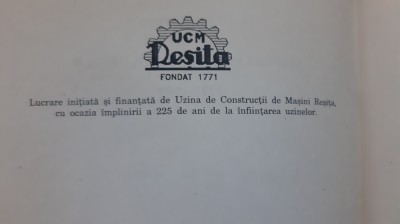 UCM
Reșița
FONDAT 1771
Lucrare inițiată și finanțată de Uzina de Construcții de Mașini Reșița,
cu ocazia împlinirii a 225 de ani de la înființarea uzinelor.